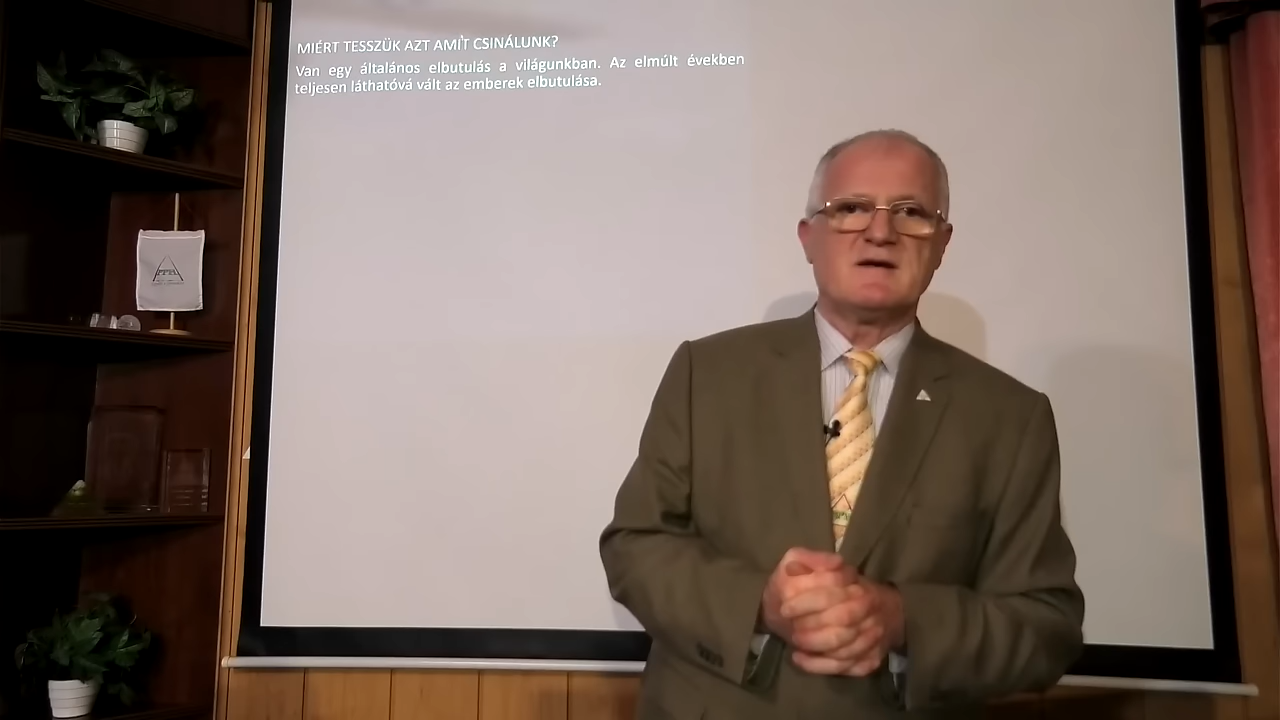 MIÉRT TESSZÜK AZT AMIT CSINÁLUNK?
Van egy általános elbutulás a világunkban. Az elmúlt években
teljesen láthatóvá vált az emberek elbutulása.